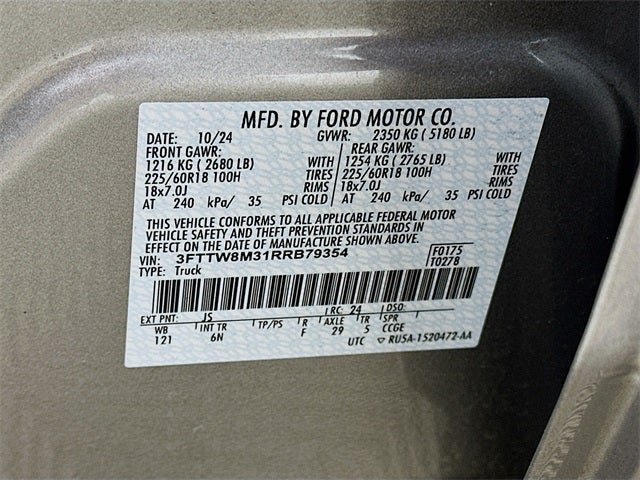 MFD. BY FORD MOTOR CO.
DATE: 10/24 GVWR: 2350 KG ( 5180 LB)
FRONT GAWR: REAR GAWR:
1216 KG ( 2680 LB) WITH 1254 KG ( 2765 LB) WITH
225/60R18 100H TIRES 225/60R18 100H TIRES
18x7.0J RIMS 18x7.0J RIMS
AT 240 kPa/ 35 PSI COLD AT 240 kPa/ 35 PSI COLD
THIS VEHICLE CONFORMS TO ALL APPLICABLE FEDERAL MOTOR
VEHICLE SAFETY AND THEFT PREVENTION STANDARDS IN
EFFECT ON THE DATE OF MANUFACTURE SHOWN ABOVE.
VIN: 3FTTW8M31RRB79354 F0175
TYPE: Truck T0278
EXT PNT: JS RC: 24 DSO:
WB INT TR TP/PS R AXLE TR SPR
121 6N F 29 5 CCGE
UTC ▽ RU5A-1520472-AA